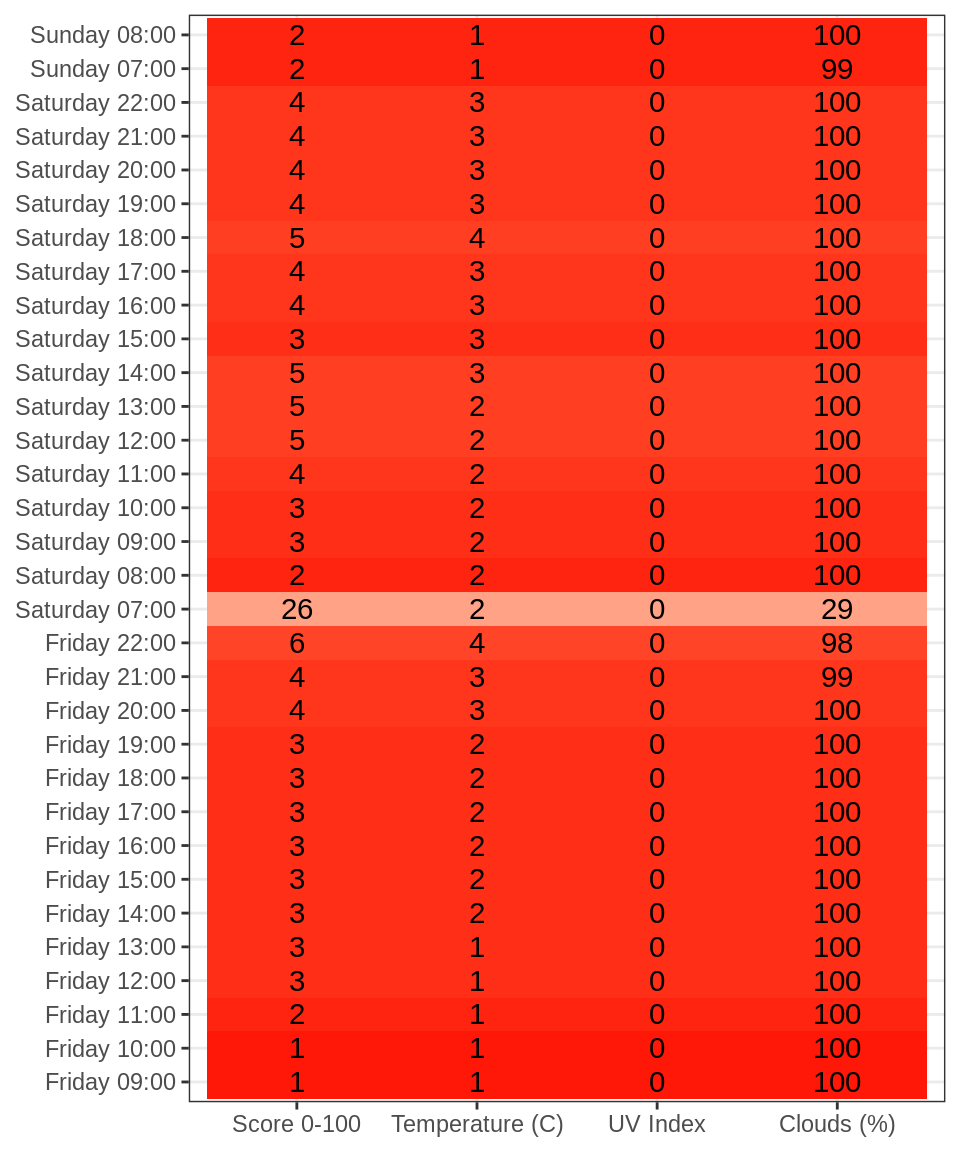 Sunday 08:00 2 1 0 100
Sunday 07:00 2 1 0 99
Saturday 22:00 4 3 0 100
Saturday 21:00 4 3 0 100
Saturday 20:00 4 3 0 100
Saturday 19:00 4 3 0 100
Saturday 18:00 5 4 0 100
Saturday 17:00 4 3 0 100
Saturday 16:00 4 3 0 100
Saturday 15:00 3 3 0 100
Saturday 14:00 5 3 0 100
Saturday 13:00 5 2 0 100
Saturday 12:00 5 2 0 100
Saturday 11:00 4 2 0 100
Saturday 10:00 3 2 0 100
Saturday 09:00 3 2 0 100
Saturday 08:00 2 2 0 100
Saturday 07:00 26 2 0 29
Friday 22:00 6 4 0 98
Friday 21:00 4 3 0 99
Friday 20:00 4 3 0 100
Friday 19:00 3 2 0 100
Friday 18:00 3 2 0 100
Friday 17:00 3 2 0 100
Friday 16:00 3 2 0 100
Friday 15:00 3 2 0 100
Friday 14:00 3 2 0 100
Friday 13:00 3 1 0 100
Friday 12:00 3 1 0 100
Friday 11:00 2 1 0 100
Friday 10:00 1 1 0 100
Friday 09:00 1 1 0 100
Score 0-100 Temperature (C) UV Index Clouds (%)